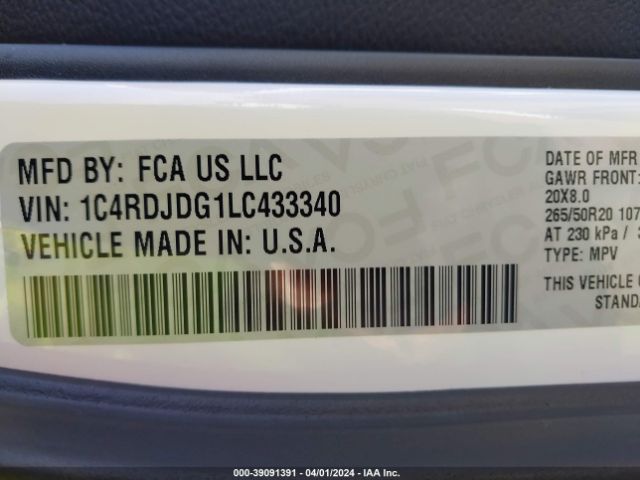 MFD BY: FCA US LLC
VIN: 1C4RDJDG1LC433340
VEHICLE MADE IN: U.S.A.
DATE OF MFR
GAWR FRONT:
20X8.0
265/50R20 107
AT 230 kPa /
TYPE: MPV
THIS VEHICLE
STANDA
000-39091391 - 04/01/2024 - IAA Inc.